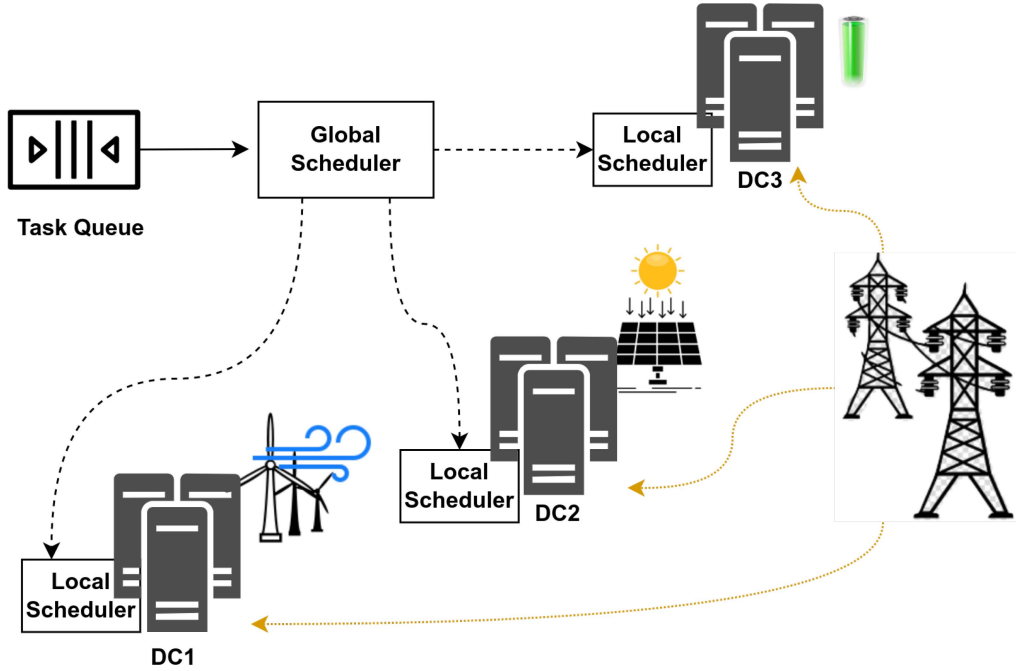 Global
Scheduler
Local
Scheduler
DC3
Task Queue
Local
Scheduler
DC2
Local
Scheduler
DC1